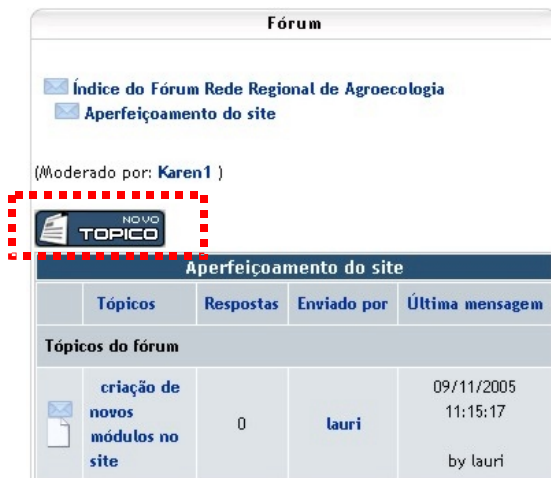 Fórum
Índice do Fórum Rede Regional de Agroecologia
Aperfeiçoamento do site
(Moderado por: Karen1 )
NOVO
TOPICO
Aperfeiçoamento do site
Tópicos Respostas Enviado por Última mensagem
Tópicos do fórum
criação de
novos
módulos no
site
0
lauri
09/11/2005
11:15:17
by lauri